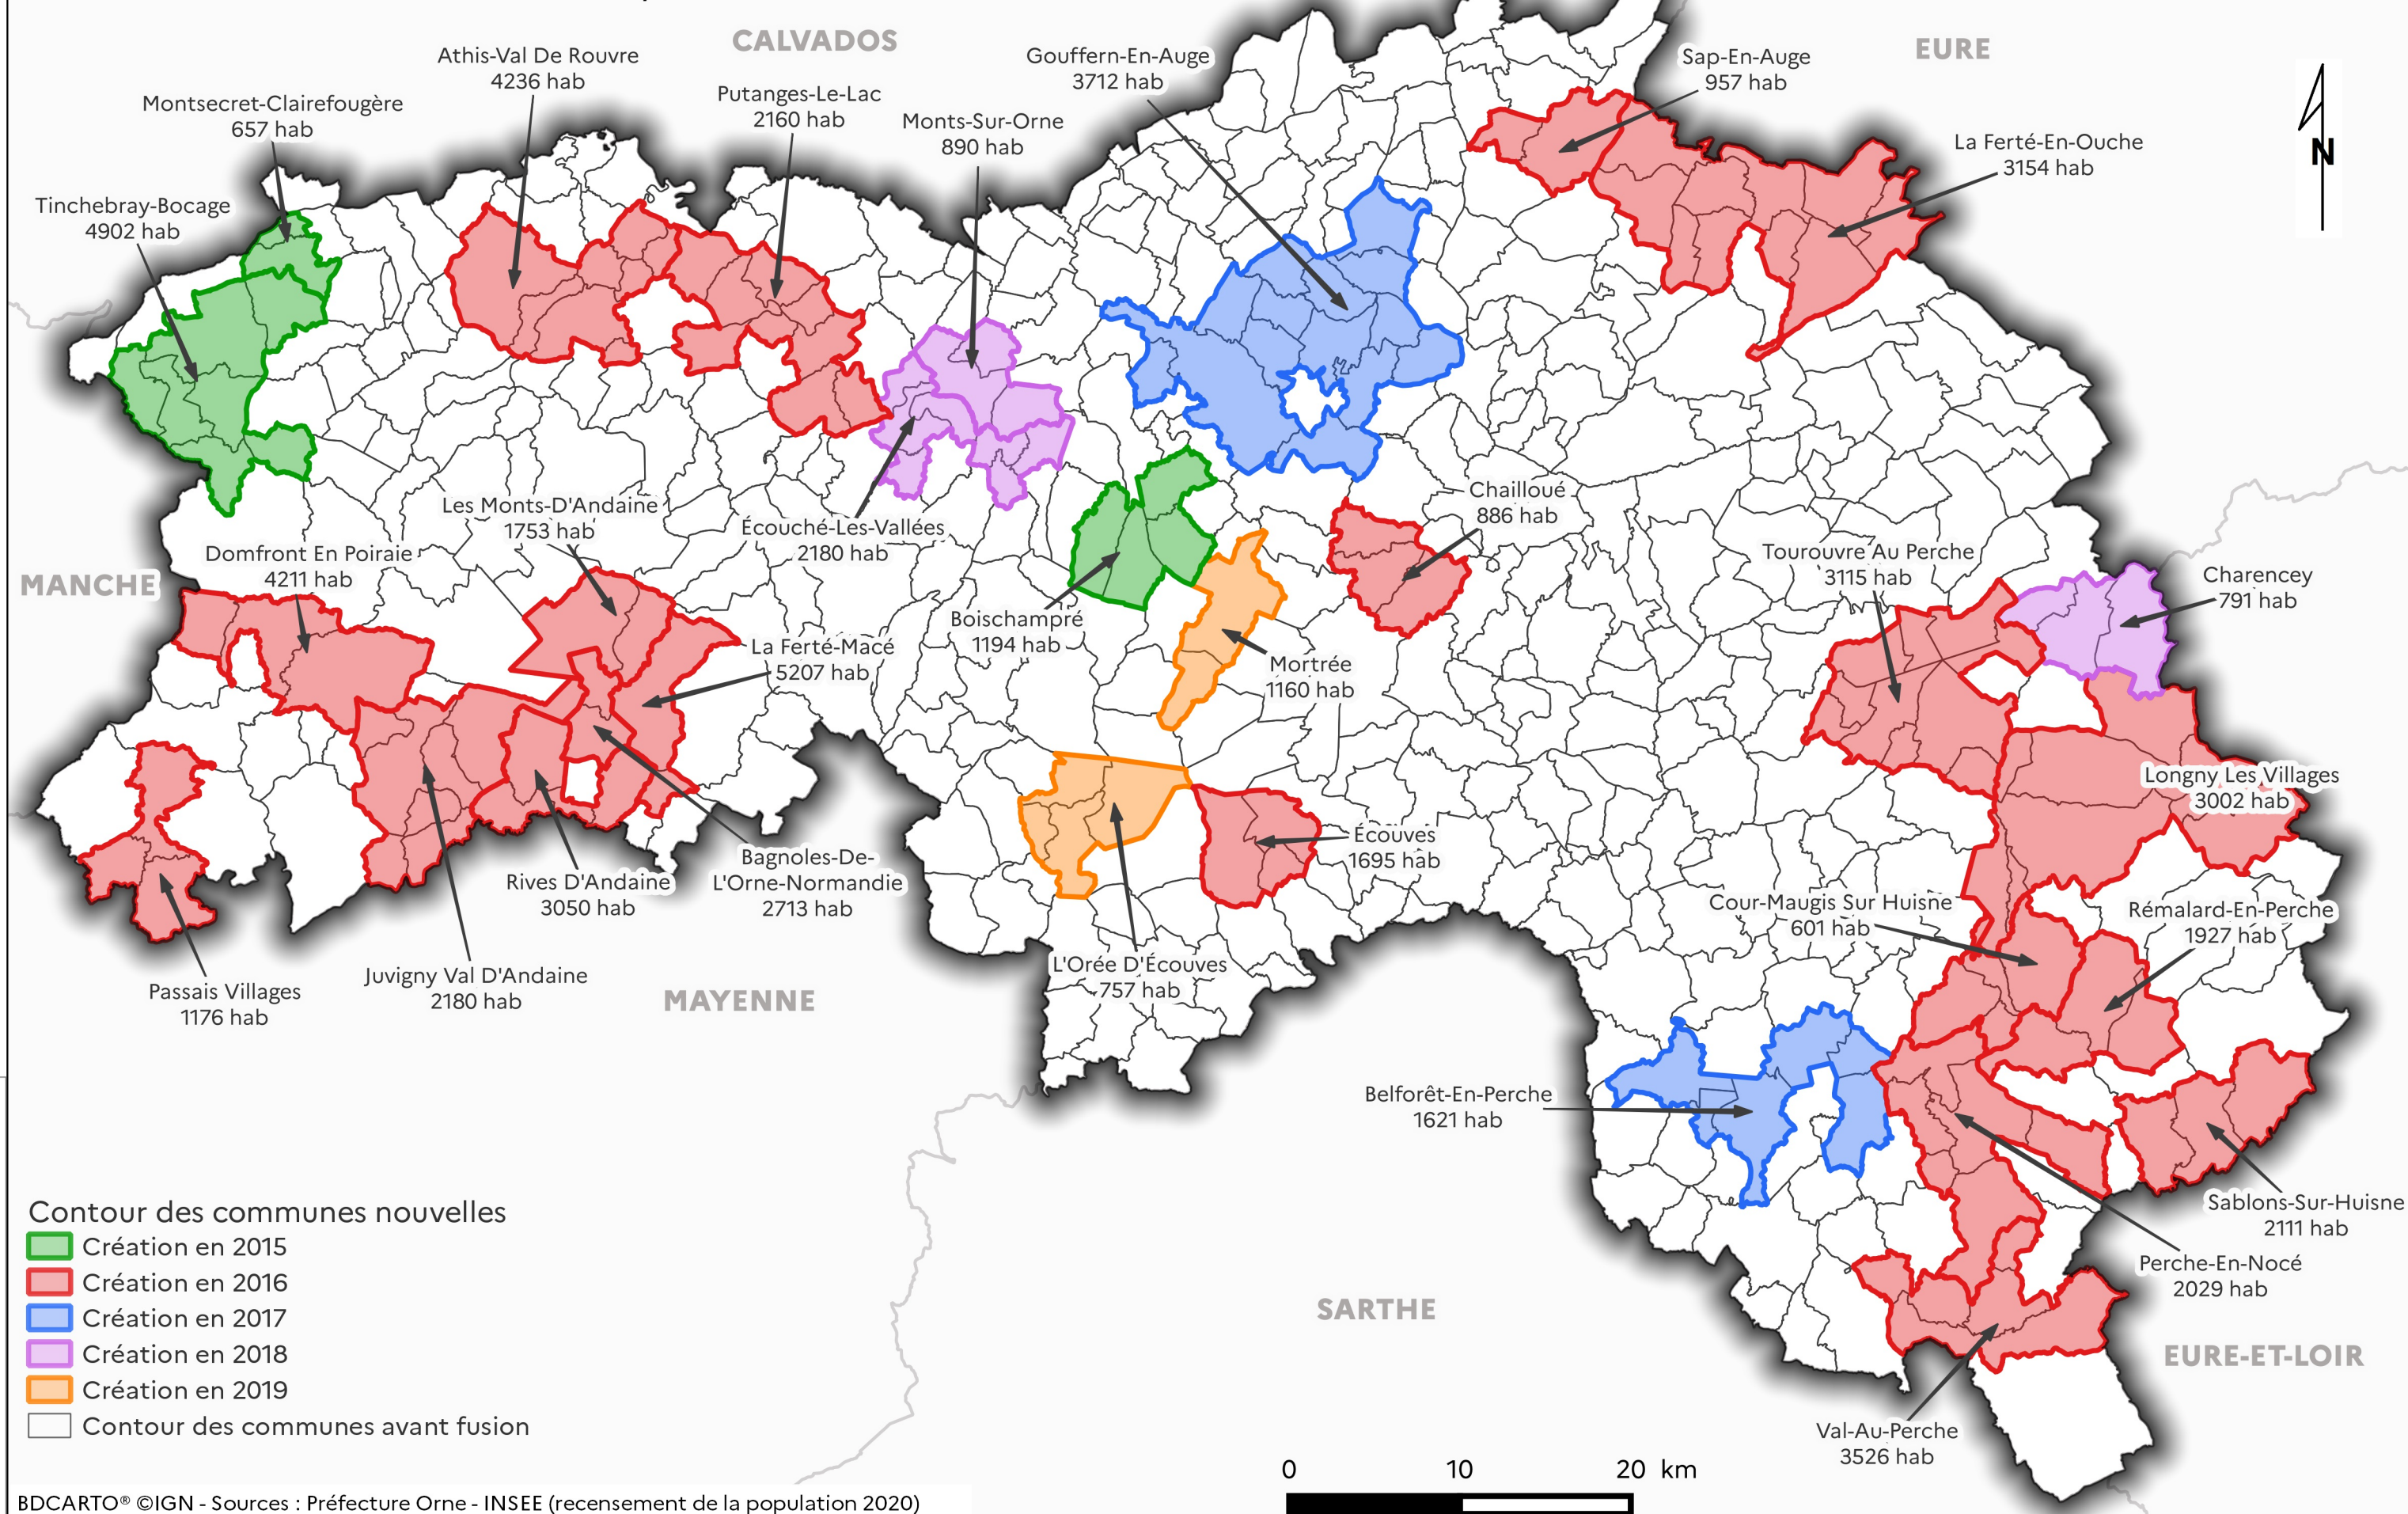 CALVADOS
EURE
Athis-Val De Rouvre
4236 hab
Gouffern-En-Auge
3712 hab
Sap-En-Auge
957 hab
Montsecret-Clairefougère
657 hab
Putanges-Le-Lac
2160 hab
Monts-Sur-Orne
890 hab
La Ferté-En-Ouche
3154 hab
N
Tinchebray-Bocage
4902 hab
Les Monts-D'Andaine
1753 hab
Écouché-Les-Vallées
2180 hab
Chailloué
886 hab
Domfront En Poiraie
4211 hab
Tourouvre Au Perche
3115 hab
MANCHE
Charencey
791 hab
Boischampré
1194 hab
La Ferté-Macé
5207 hab
Mortrée
1160 hab
Longny Les Villages
3002 hab
Écouves
1695 hab
Bagnoles-De-
L'Orne-Normandie
2713 hab
Rives D'Andaine
3050 hab
Cour-Maugis Sur Huisne
601 hab
Rémalard-En-Perche
1927 hab
L'Orée D'Écouves
757 hab
Juvigny Val D'Andaine
2180 hab
Passais Villages
1176 hab
MAYENNE
Belforêt-En-Perche
1621 hab
Sablons-Sur-Huisne
2111 hab
Perche-En-Nocé
2029 hab
SARTHE
EURE-ET-LOIR
Val-Au-Perche
3526 hab
Contour des communes nouvelles
Création en 2015
Création en 2016
Création en 2017
Création en 2018
Création en 2019
Contour des communes avant fusion
0 10 20 km
BDCARTO® ©IGN - Sources : Préfecture Orne - INSEE (recensement de la population 2020)